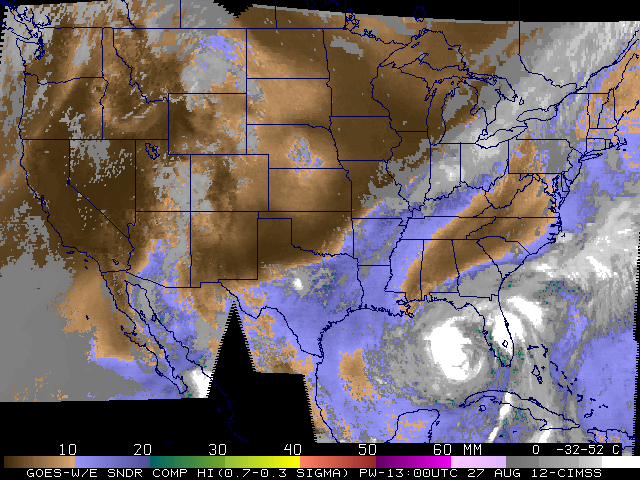 10 20 30 40 50 60 MM 0 -32-52 C
GOES-W/E SNDR COMP HI(0.7-0.3 SIGMA) PW-13:00UTC 27 AUG 12-CIMSS